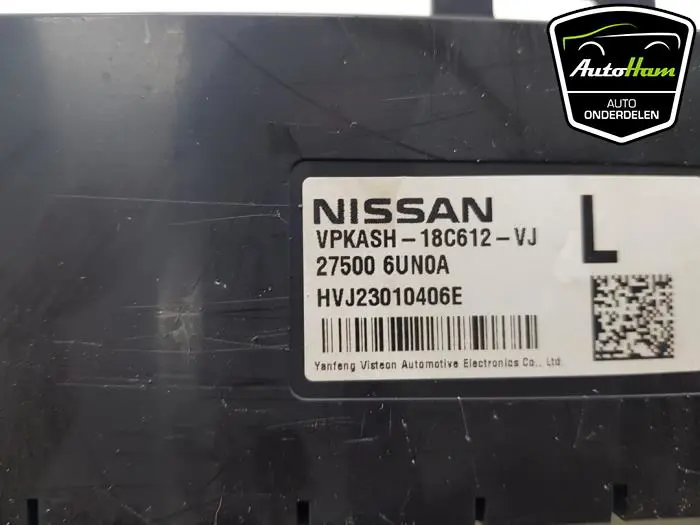 AutoHam
AUTO
ONDERDELEN
NISSAN
L
VPKASH-18C612-VJ
27500 6UN0A
HVJ23010406E
Yanfeng Visteon Automotive Electronics Co., Ltd.